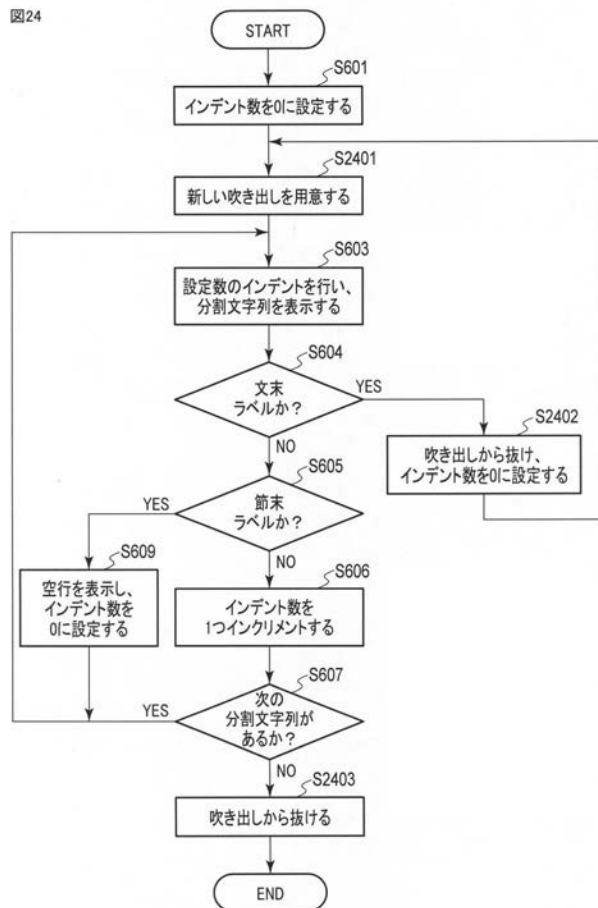 図24
START
S601
インデント数を0に設定する
S2401
新しい吹き出しを用意する
S603
設定数のインデントを行い、
分割文字列を表示する
S604
文末
ラベルか?
YES
NO
S2402
吹き出しから抜け、
インデント数を0に設定する
S605
節末
ラベルか?
YES
NO
S609
空行を表示し、
インデント数を
0に設定する
S606
インデント数を
1つインクリメントする
S607
次の
分割文字列が
あるか?
YES
NO
S2403
吹き出しから抜ける
END